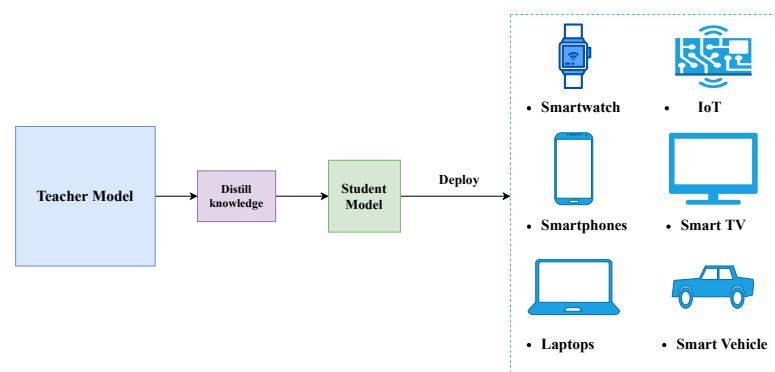 Teacher Model
Distill
knowledge
Student
Model
Deploy
• Smartwatch
• IoT
• Smartphones
• Smart TV
• Laptops
• Smart Vehicle